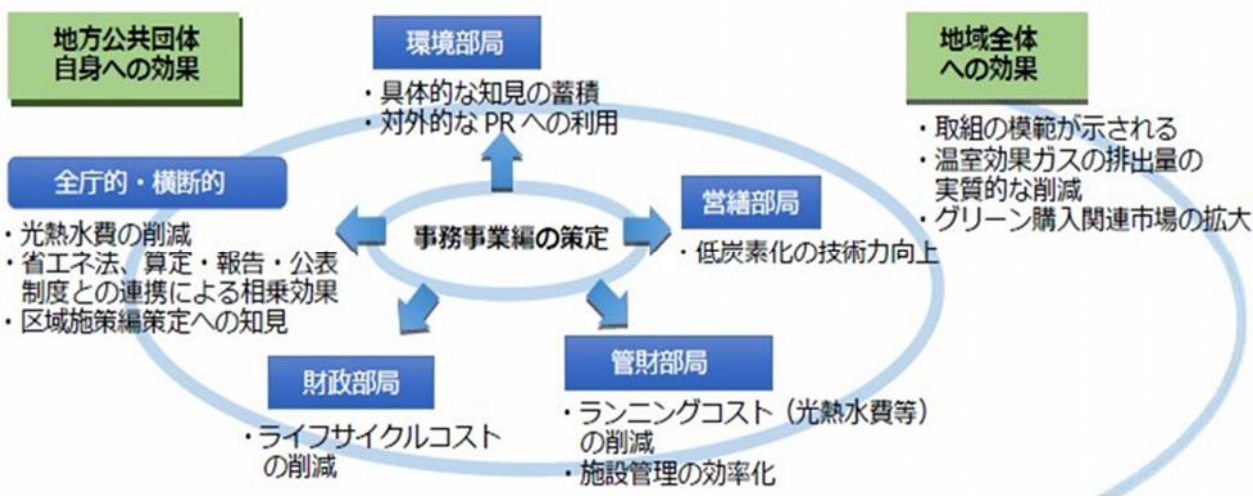 地方公共団体
自身への効果
環境部局
・具体的な知見の蓄積
・対外的な PR への利用
地域全体
への効果
・取組の模範が示される
・温室効果ガスの排出量の
実質的な削減
・グリーン購入関連市場の拡大
全庁的・横断的
・光熱水費の削減
・省エネ法、算定・報告・公表
制度との連携による相乗効果
・区域施策編策定への知見
事務事業編の策定
営繕部局
・低炭素化の技術力向上
財政部局
・ライフサイクルコスト
の削減
管財部局
・ランニングコスト（光熱水費等）
の削減
・施設管理の効率化